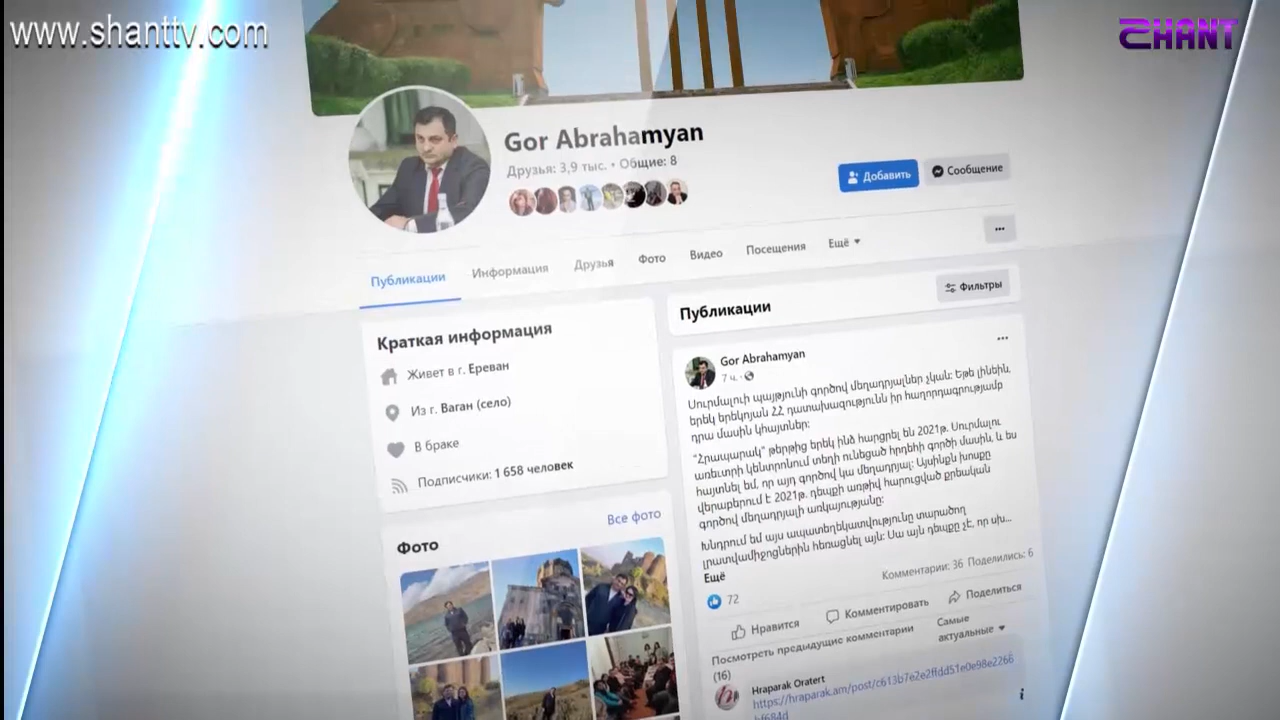 www.shanttv.com
SHANT
Gor Abrahamyan
Друзья: 3,9 тыс. • Общие: 8
Добавить
Сообщение
Публикации
Информация
Друзья
Фото
Видео
Посещения
Ещё
Краткая информация
Живет в г. Ереван
Из г. Ваган (село)
В браке
Подписчики: 1 658 человек
Фото
Все фото
Публикации
Фильтры
Gor Abrahamyan
7 ч.
Սուրմալուի պայթյունի գործով մեղադրյալներ չկան: Եթե լինեին,
երեկ երեկոյան ՀՀ դատախազությունն իր հաղորդագրությամբ
դրա մասին կհայտներ:
"Հրապարակ" թերթից երեկ ինձ հարցրել են 2021թ. Սուրմալու
առեւտրի կենտրոնում տեղի ունեցած հրդեհի գործի մասին, և ես
հայտնել եմ, որ այդ գործով կա մեղադրյալ: Այսինքն խոսքը
վերաբերում է 2021թ. դեպքի առթիվ հարուցված քրեական
գործով մեղադրյալի առկայությանը:
Խնդրում եմ այս ապատեղեկատվությունը տարածող
լրատվամիջոցներին հեռացնել այն: Սա այն դեպքը չէ, որ սխ...
Ещё
72
Комментарии: 36 Поделились: 6
Нравится
Комментировать
Поделиться
Посмотреть предыдущие комментарии
(16)
Самые
актуальные
Hraparak Oratert
https://hraparak.am/post/c613b7e2e2ffdd51e0e98e2266
bf684d